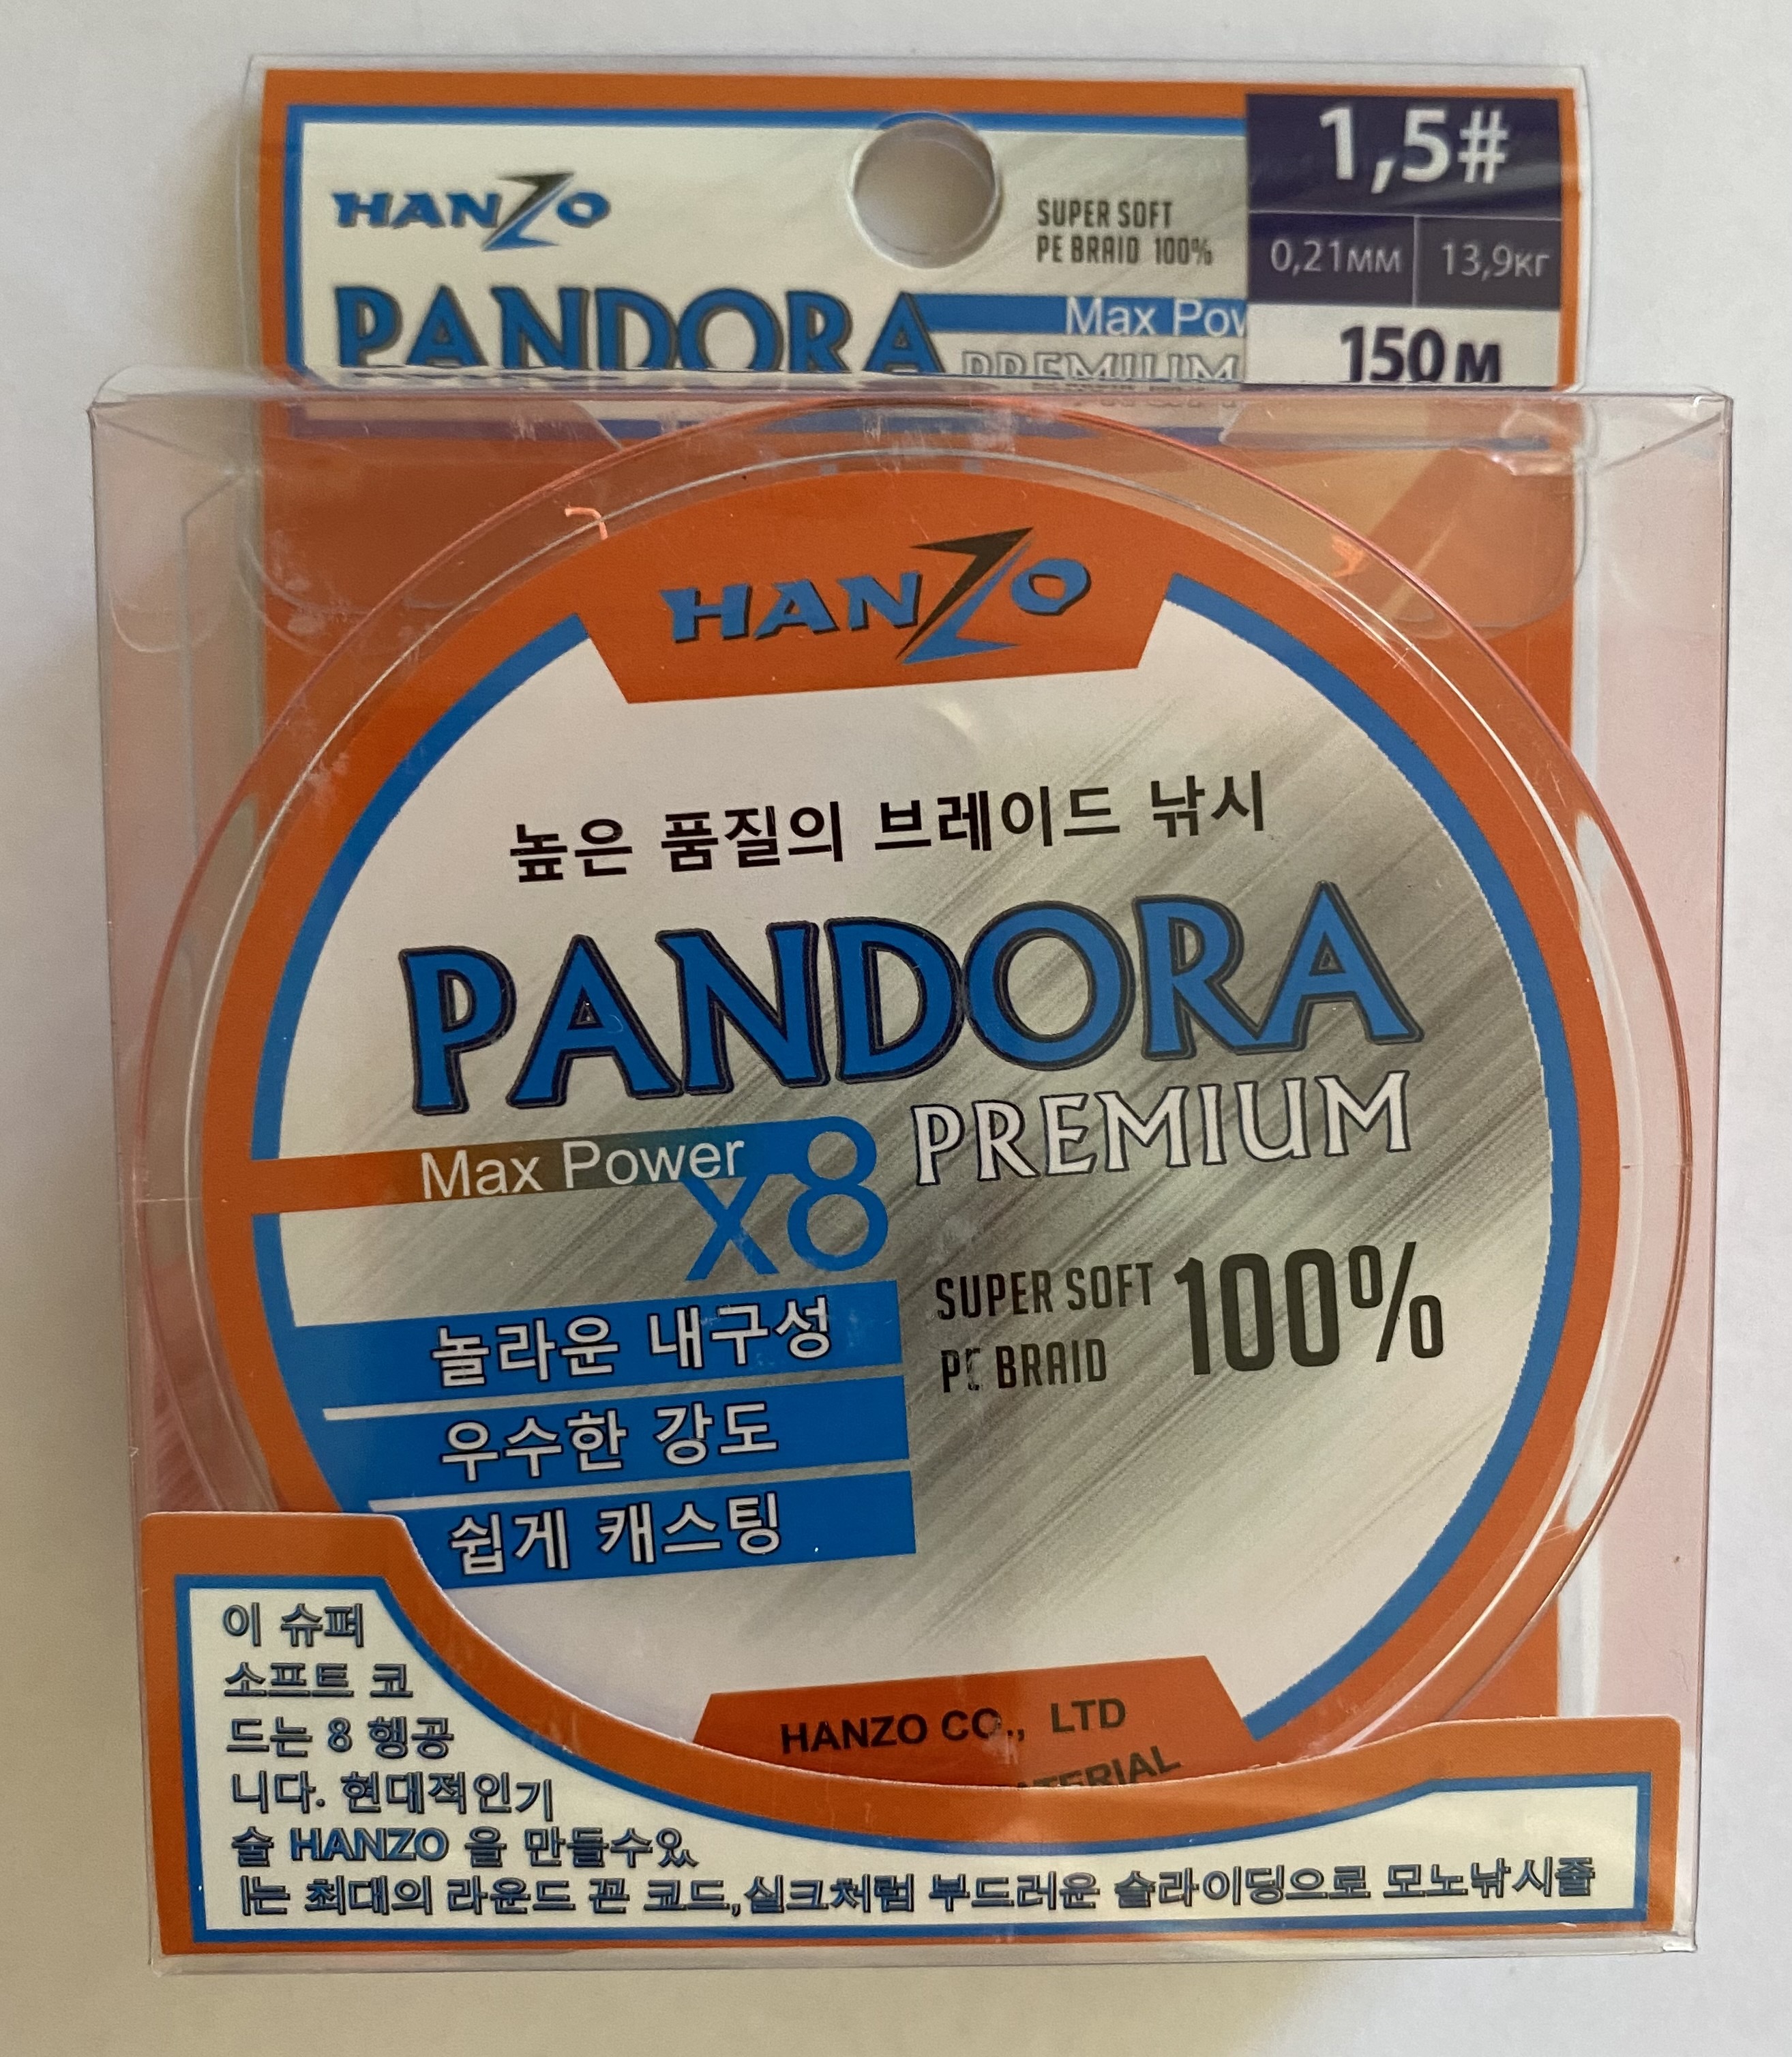 HANZO
SUPER SOFT
PE BRAID 100%
1,5#
0,21мм 13,9кг
150 м
PANDORA
Max Pow
PREMIUM
HANZO
높은 품질의 브레이드 낚시
PANDORA
PREMIUM
Max Power
x8
SUPER SOFT
PE BRAID
100%
놀라운 내구성
우수한 강도
쉽게 캐스팅
HANZO CO., LTD
이 슈퍼
소프트 코
드는 8 행공
니다. 현대적인기
술 HANZO 을 만들수있
는 최대의 라운드 꼰 코드,실크처럼 부드러운 슬라이딩으로 모노낚시줄